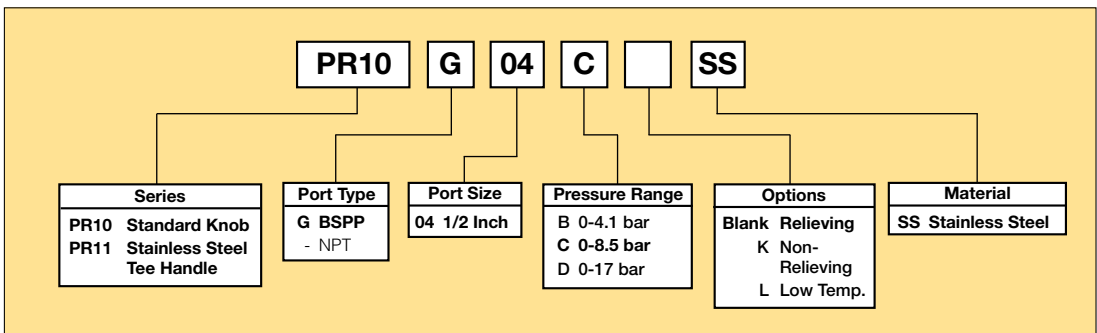 PR10 G 04 C SS
Series
PR10 Standard Knob
PR11 Stainless Steel
Tee Handle
Port Type
G BSPP
- NPT
Port Size
04 1/2 Inch
Pressure Range
B 0-4.1 bar
C 0-8.5 bar
D 0-17 bar
Options
Blank Relieving
K Non-
Relieving
L Low Temp.
Material
SS Stainless Steel